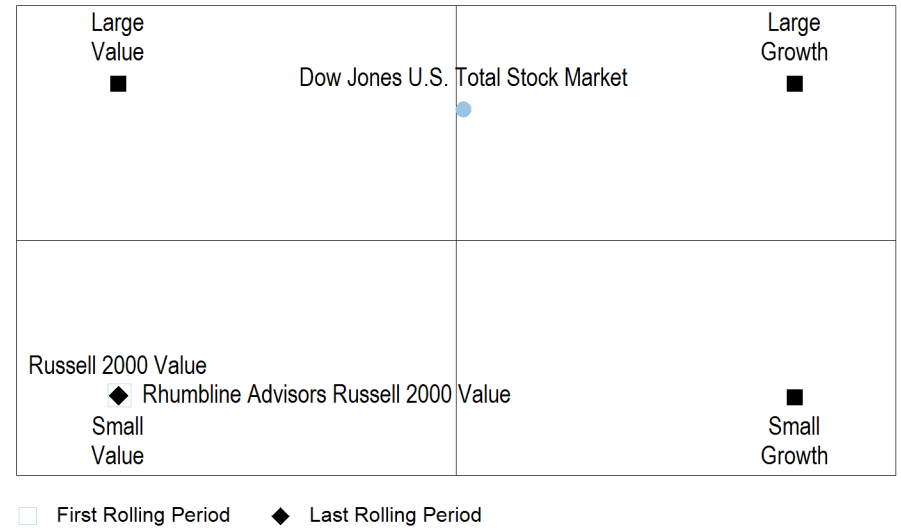 Large
Value
Large
Growth
Dow Jones U.S. Total Stock Market
Russell 2000 Value
Rhumbline Advisors Russell 2000 Value
Small
Value
Small
Growth
First Rolling Period
Last Rolling Period